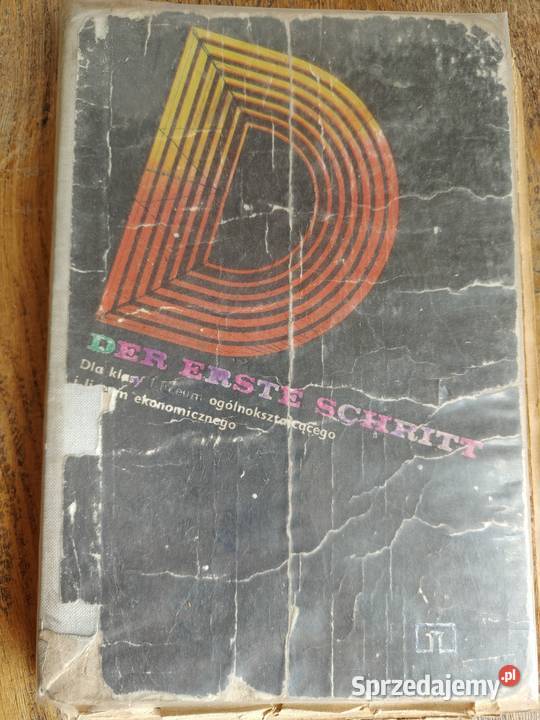 D
DER ERSTE SCHRITT
Dla klasy I liceum ogólnokształcącego
i liceum ekonomicznego
Sprzedajemy.pl